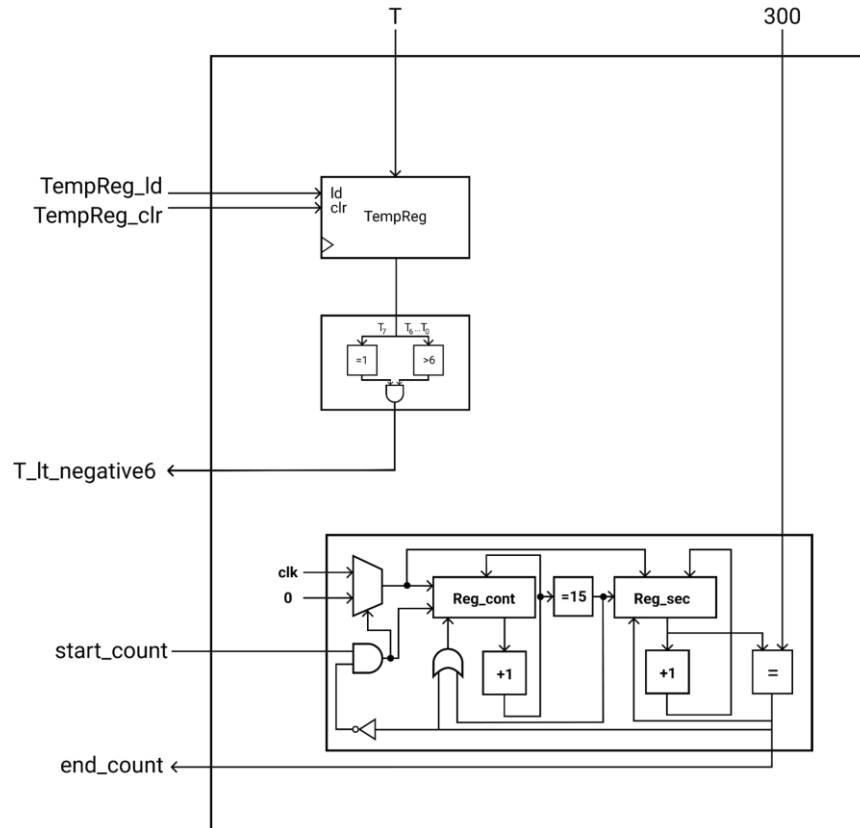 T
300
TempReg_ld
TempReg_clr
ld
clr
TempReg
T7
T6...T0
=1
>6
T_lt_negative6
clk
0
Reg_cont
=15
Reg_sec
start_count
+1
+1
=
end_count